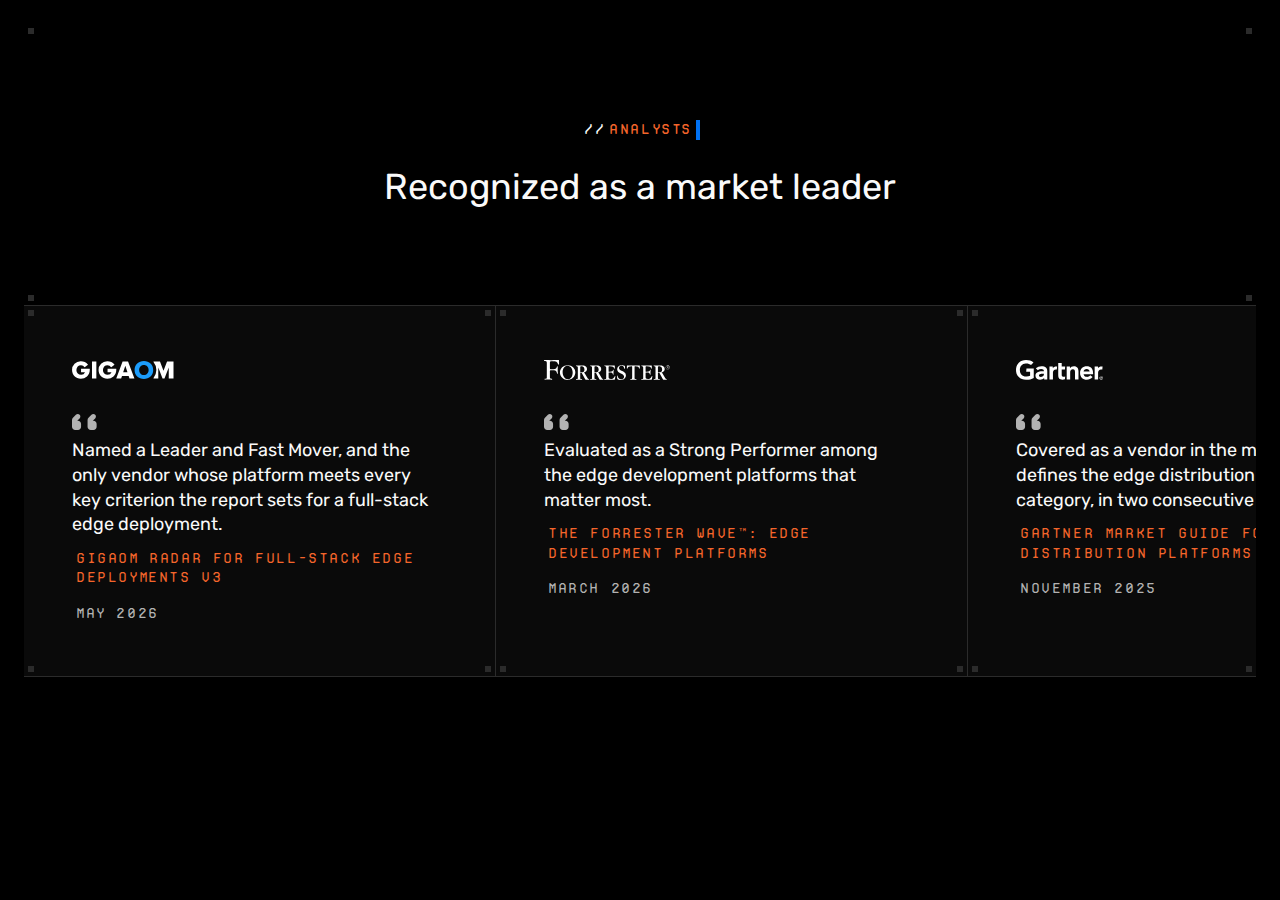 // ANALYSTS
Recognized as a market leader
GIGAOM
Named a Leader and Fast Mover, and the
only vendor whose platform meets every
key criterion the report sets for a full-stack
edge deployment.
GIGAOM RADAR FOR FULL-STACK EDGE
DEPLOYMENTS V3
MAY 2026
FORRESTER®
Evaluated as a Strong Performer among
the edge development platforms that
matter most.
THE FORRESTER WAVE™: EDGE
DEVELOPMENT PLATFORMS
MARCH 2026
Gartner
Covered as a vendor in the
defines the edge distribution
category, in two consecutive
GARTNER MARKET GUIDE
DISTRIBUTION PLATFORMS
NOVEMBER 2025